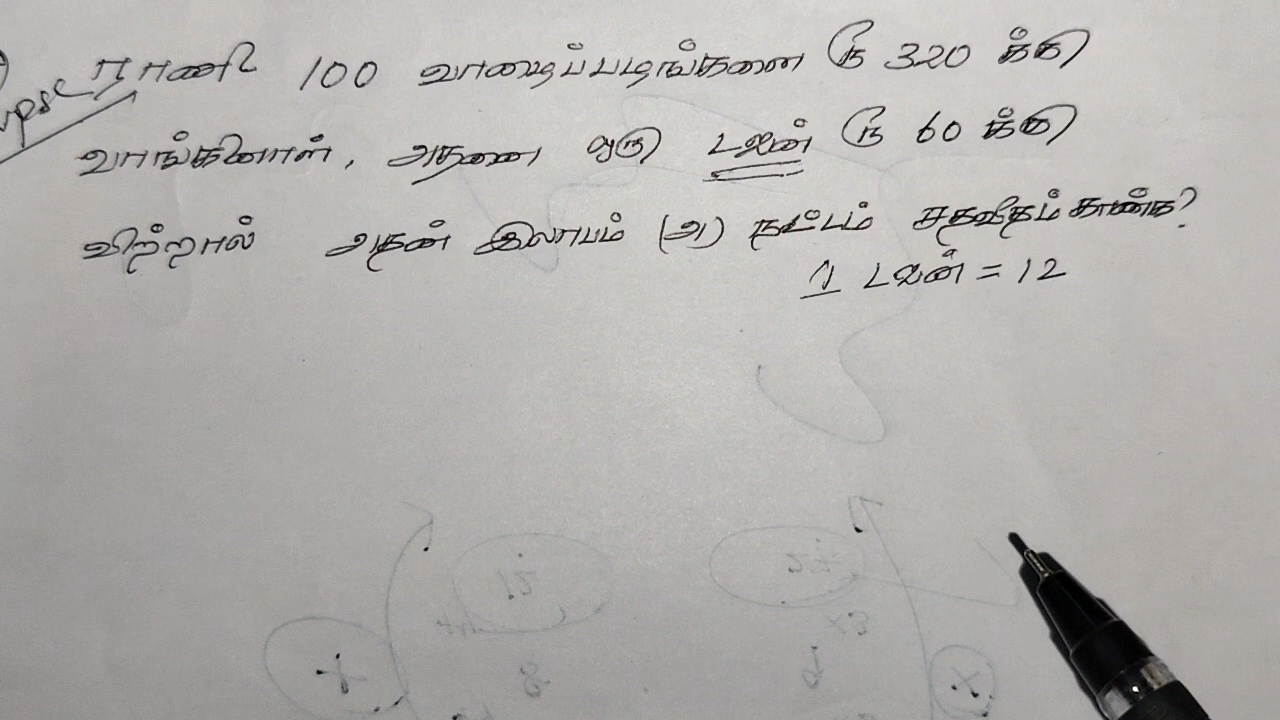 ராணி 100 வாழைப்பழங்களை ரூ 320 க்கு
வாங்கினாள், அதனை ஒரு டஜன் ரூ 60 க்கு
விற்றால் அதன் இலாபம் (அ) நட்டம் சதவீதம் காண்க?
1 டஜன் = 12